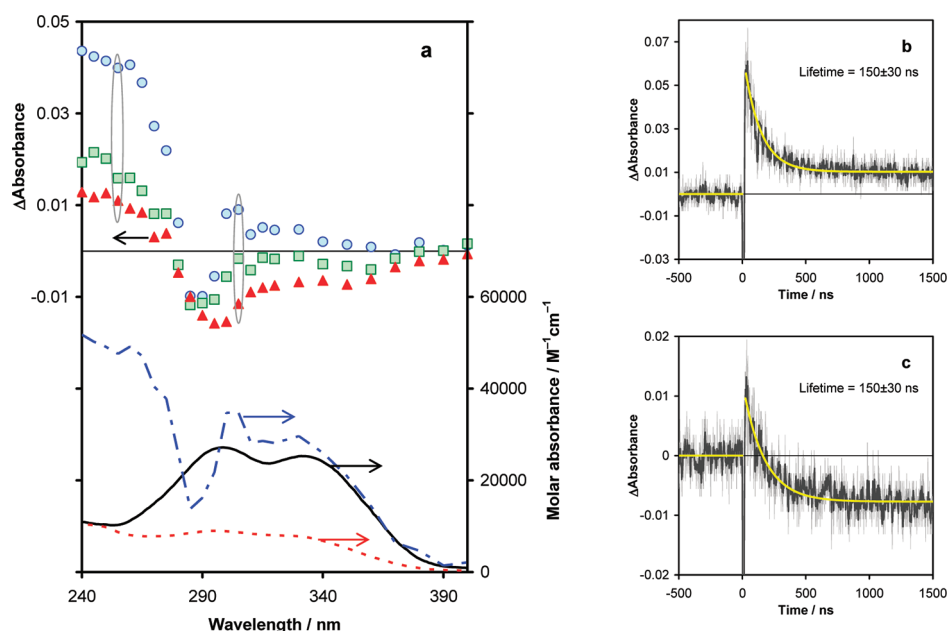 a
0.05
0.03
0.01
-0.01
ΔAbsorbance
60000
40000
20000
0
Molar absorbance / M⁻¹cm⁻¹
240
290
340
390
Wavelength / nm
b
Lifetime = 150±30 ns
0.07
0.05
0.03
0.01
-0.01
-0.03
ΔAbsorbance
-500
0
500
1000
1500
Time / ns
c
Lifetime = 150±30 ns
0.02
0.01
0
-0.01
-0.02
ΔAbsorbance
-500
0
500
1000
1500
Time / ns